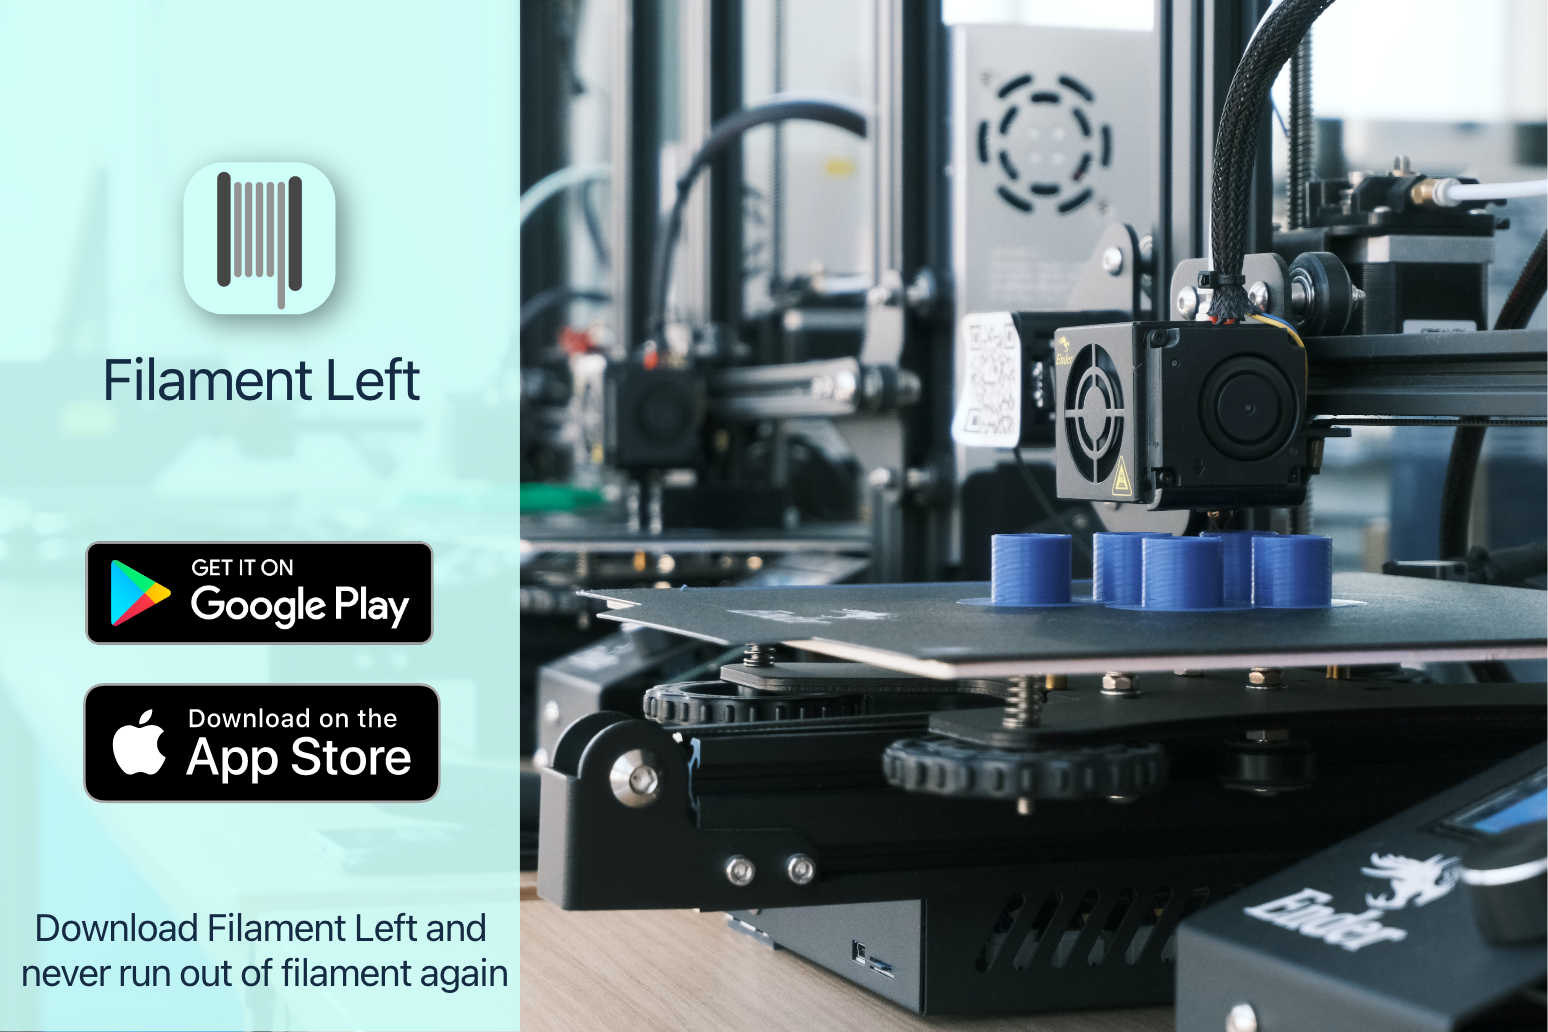 Filament Left
GET IT ON
Google Play
Download on the
App Store
Download Filament Left and
never run out of filament again
Ender
Ender